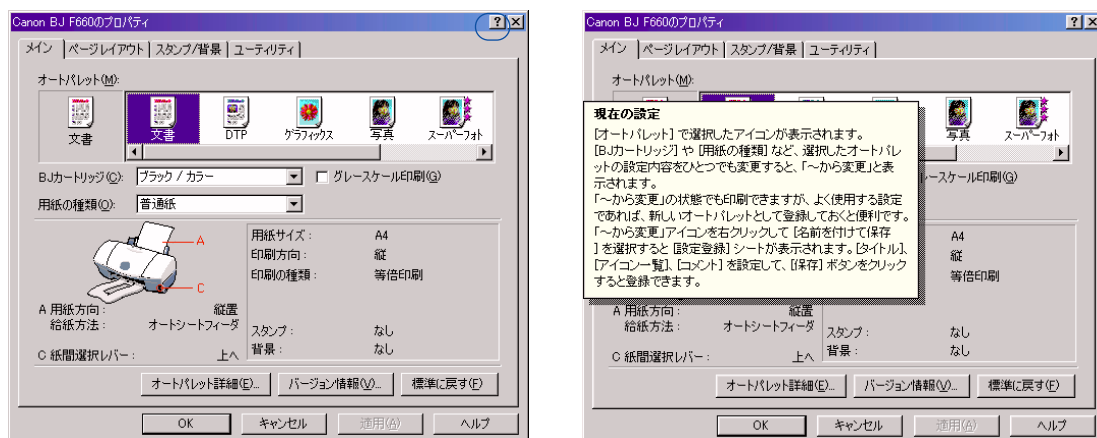 Canon BJ F660のプロパティ
? ×
メイン ページレイアウト スタンプ/背景 ユーティリティ
オートパレット(M):
文書 文書 DTP グラフィックス 写真 スーパーフォト
BJカートリッジ(C): ブラック / カラー グレースケール印刷(G)
用紙の種類(O): 普通紙
A
C
用紙サイズ : A4
印刷方向 : 縦
印刷の種類 : 等倍印刷
A 用紙方向 : 縦置
給紙方法 : オートシートフィーダ
C 紙間選択レバー : 上へ
スタンプ : なし
背景 : なし
オートパレット詳細(E)... バージョン情報(V)... 標準に戻す(F)
OK キャンセル 適用(A) ヘルプ
Canon BJ F660のプロパティ
? ×
メイン ページレイアウト スタンプ/背景 ユーティリティ
オートパレット(M):
現在の設定
[オートパレット] で選択したアイコンが表示されます。
[BJカートリッジ] や [用紙の種類] など、選択したオートパレ
ットの設定内容をひとつでも変更すると、「～から変更」と表
示されます。
「～から変更」の状態でも印刷できますが、よく使用する設定
であれば、新しいオートパレットとして登録しておくと便利です。
「～から変更」アイコンを右クリックして [名前を付けて保存
] を選択すると [設定登録] シートが表示されます。[タイトル]、
[アイコン一覧]、[コメント] を設定して、[保存] ボタンをクリック
すると登録できます。
写真 スーパーフォト
レースケール印刷(G)
A4
縦
等倍印刷
A 用紙方向 : 縦置
給紙方法 : オートシートフィーダ
C 紙間選択レバー : 上へ
スタンプ : なし
背景 : なし
オートパレット詳細(E)... バージョン情報(V)... 標準に戻す(F)
OK キャンセル 適用(A) ヘルプ